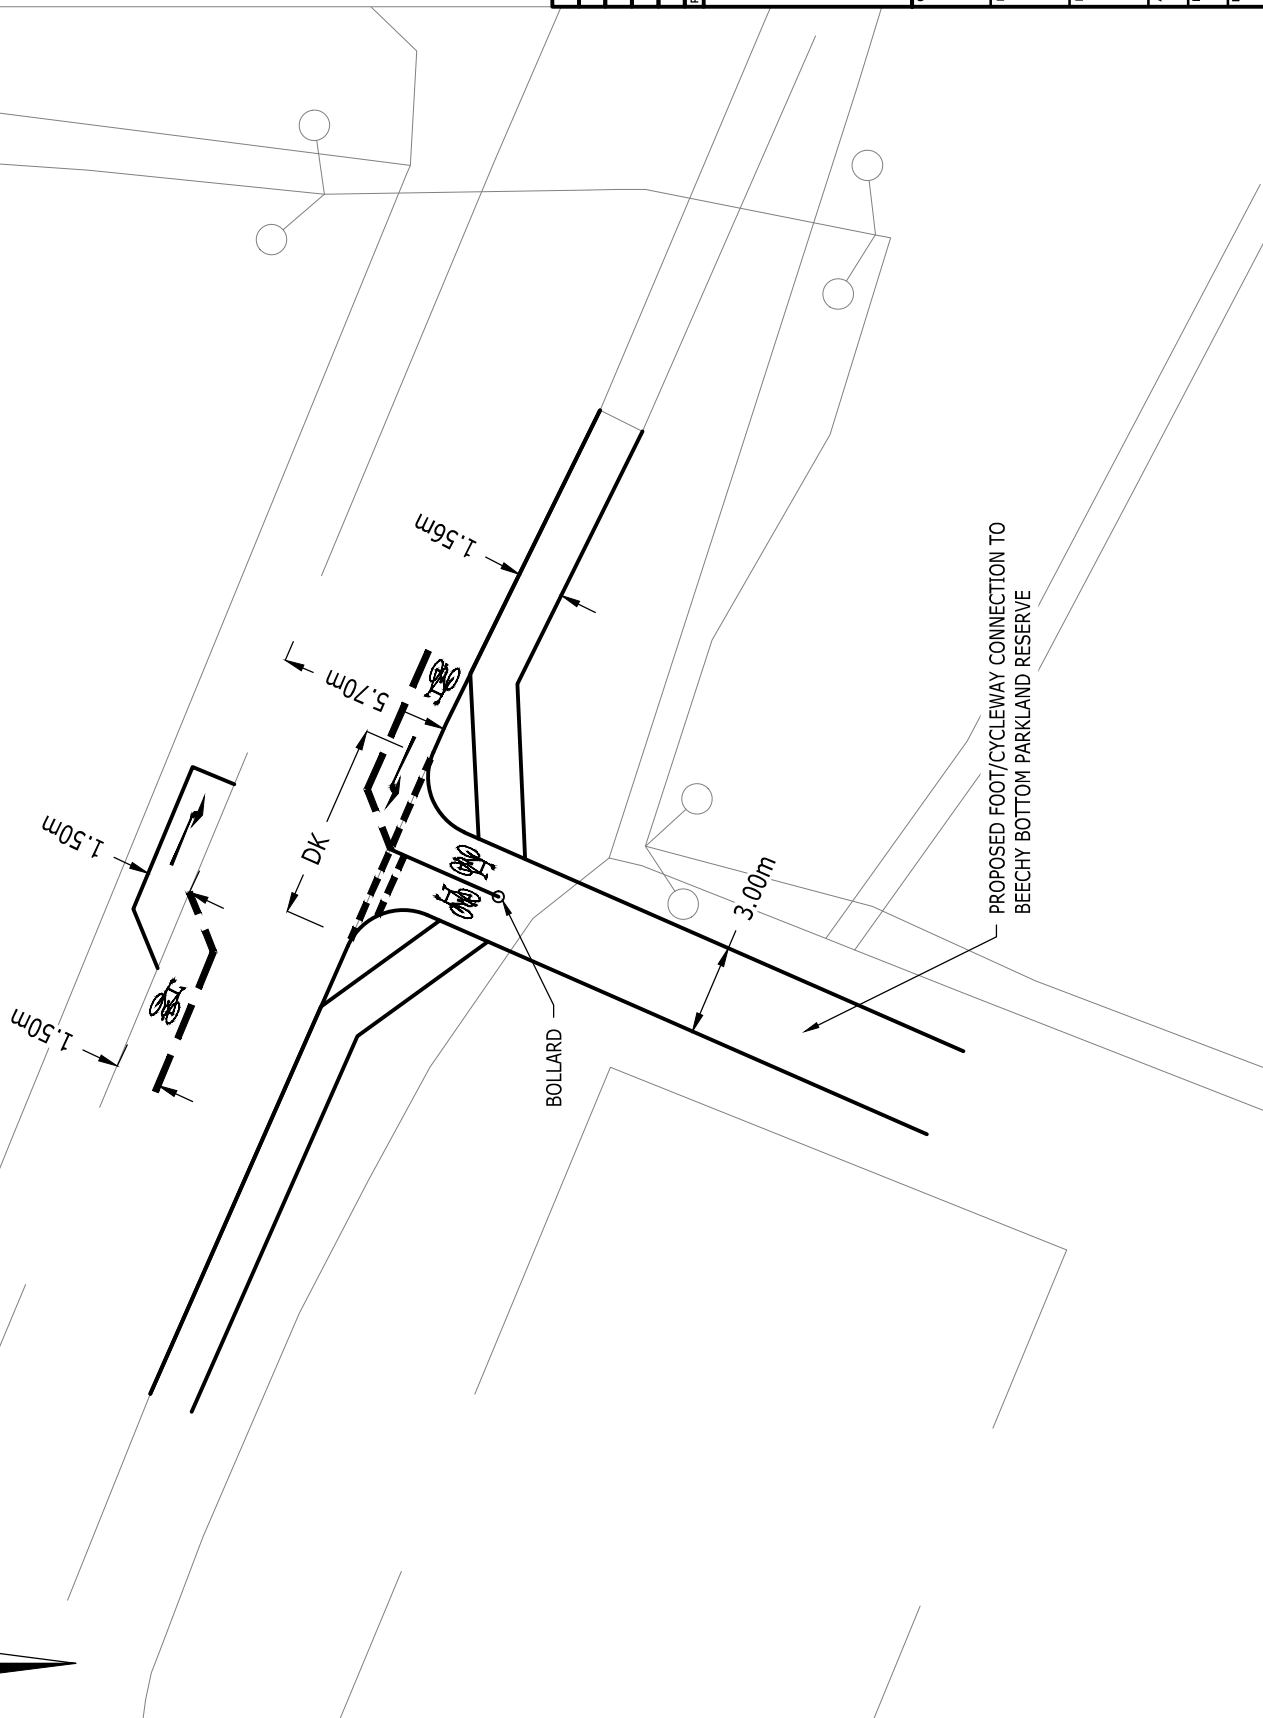 1.56m
5.70m
1.50m
DK
1.50m
3.00m
PROPOSED FOOT/CYCLEWAY CONNECTION TO
BEECHY BOTTOM PARKLAND RESERVE
BOLLARD